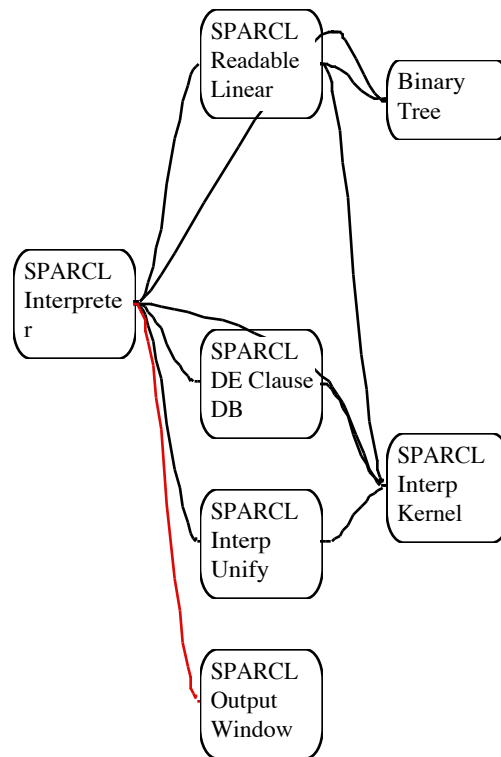 SPARCL
Readable
Linear
Binary
Tree
SPARCL
Interprete
r
SPARCL
DE Clause
DB
SPARCL
Interp
Kernel
SPARCL
Interp
Unify
SPARCL
Output
Window